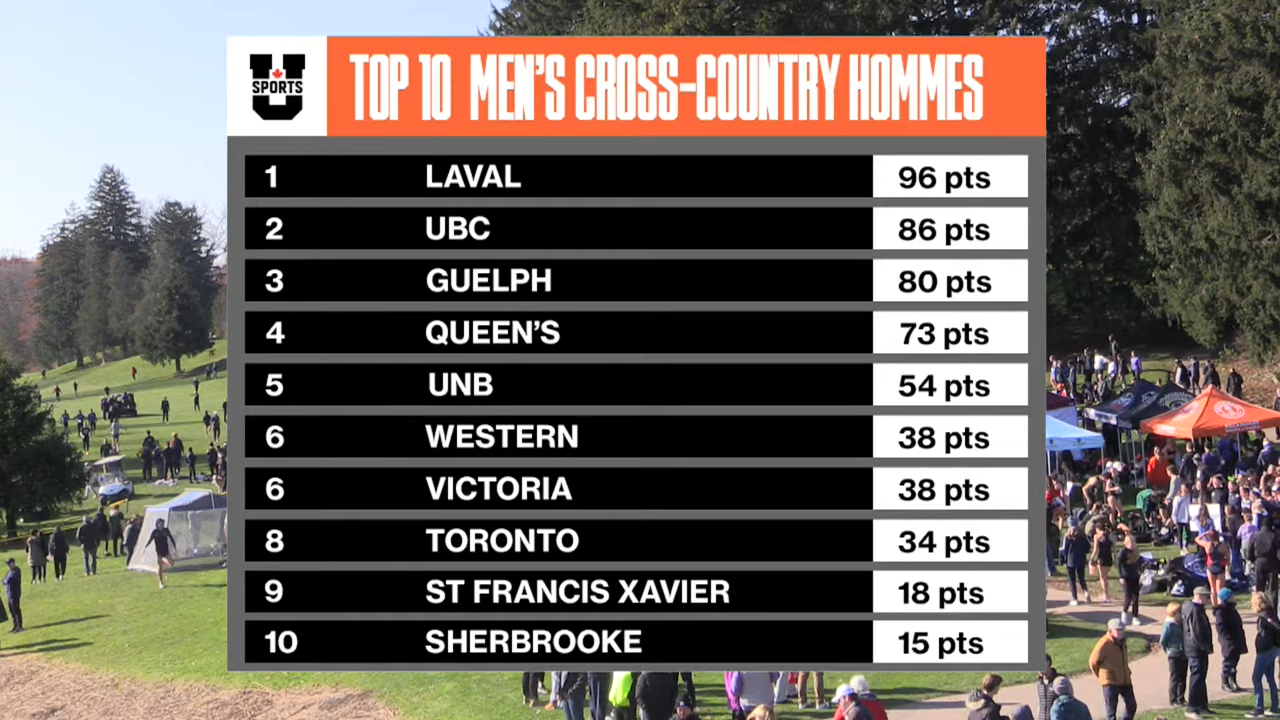 U SPORTS
TOP 10 MEN'S CROSS-COUNTRY HOMMES
1 LAVAL 96 pts
2 UBC 86 pts
3 GUELPH 80 pts
4 QUEEN'S 73 pts
5 UNB 54 pts
6 WESTERN 38 pts
6 VICTORIA 38 pts
8 TORONTO 34 pts
9 ST FRANCIS XAVIER 18 pts
10 SHERBROOKE 15 pts